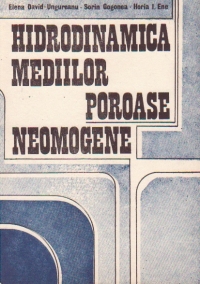 Elena David-Ungureanu · Sorin Gogonea · Horia I. Ene
HIDRODINAMICA
MEDIILOR
POROASE
NEOMOGENE